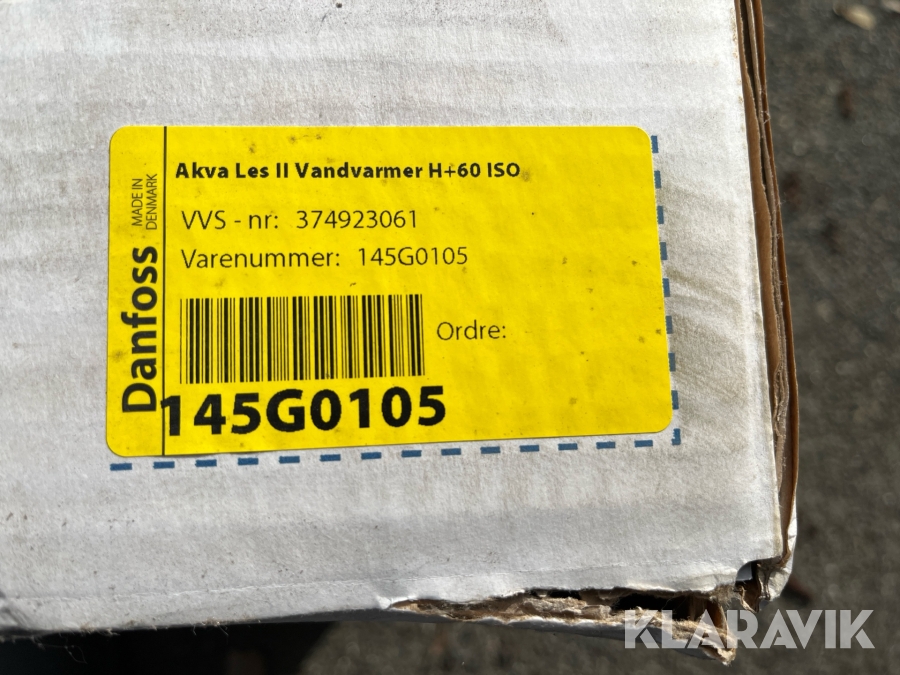 Akva Les II Vandvarmer H+60 ISO
VVS - nr: 374923061
Varenummer: 145G0105
Ordre:
145G0105
Danfoss
MADE IN
DENMARK
KLARAVIK